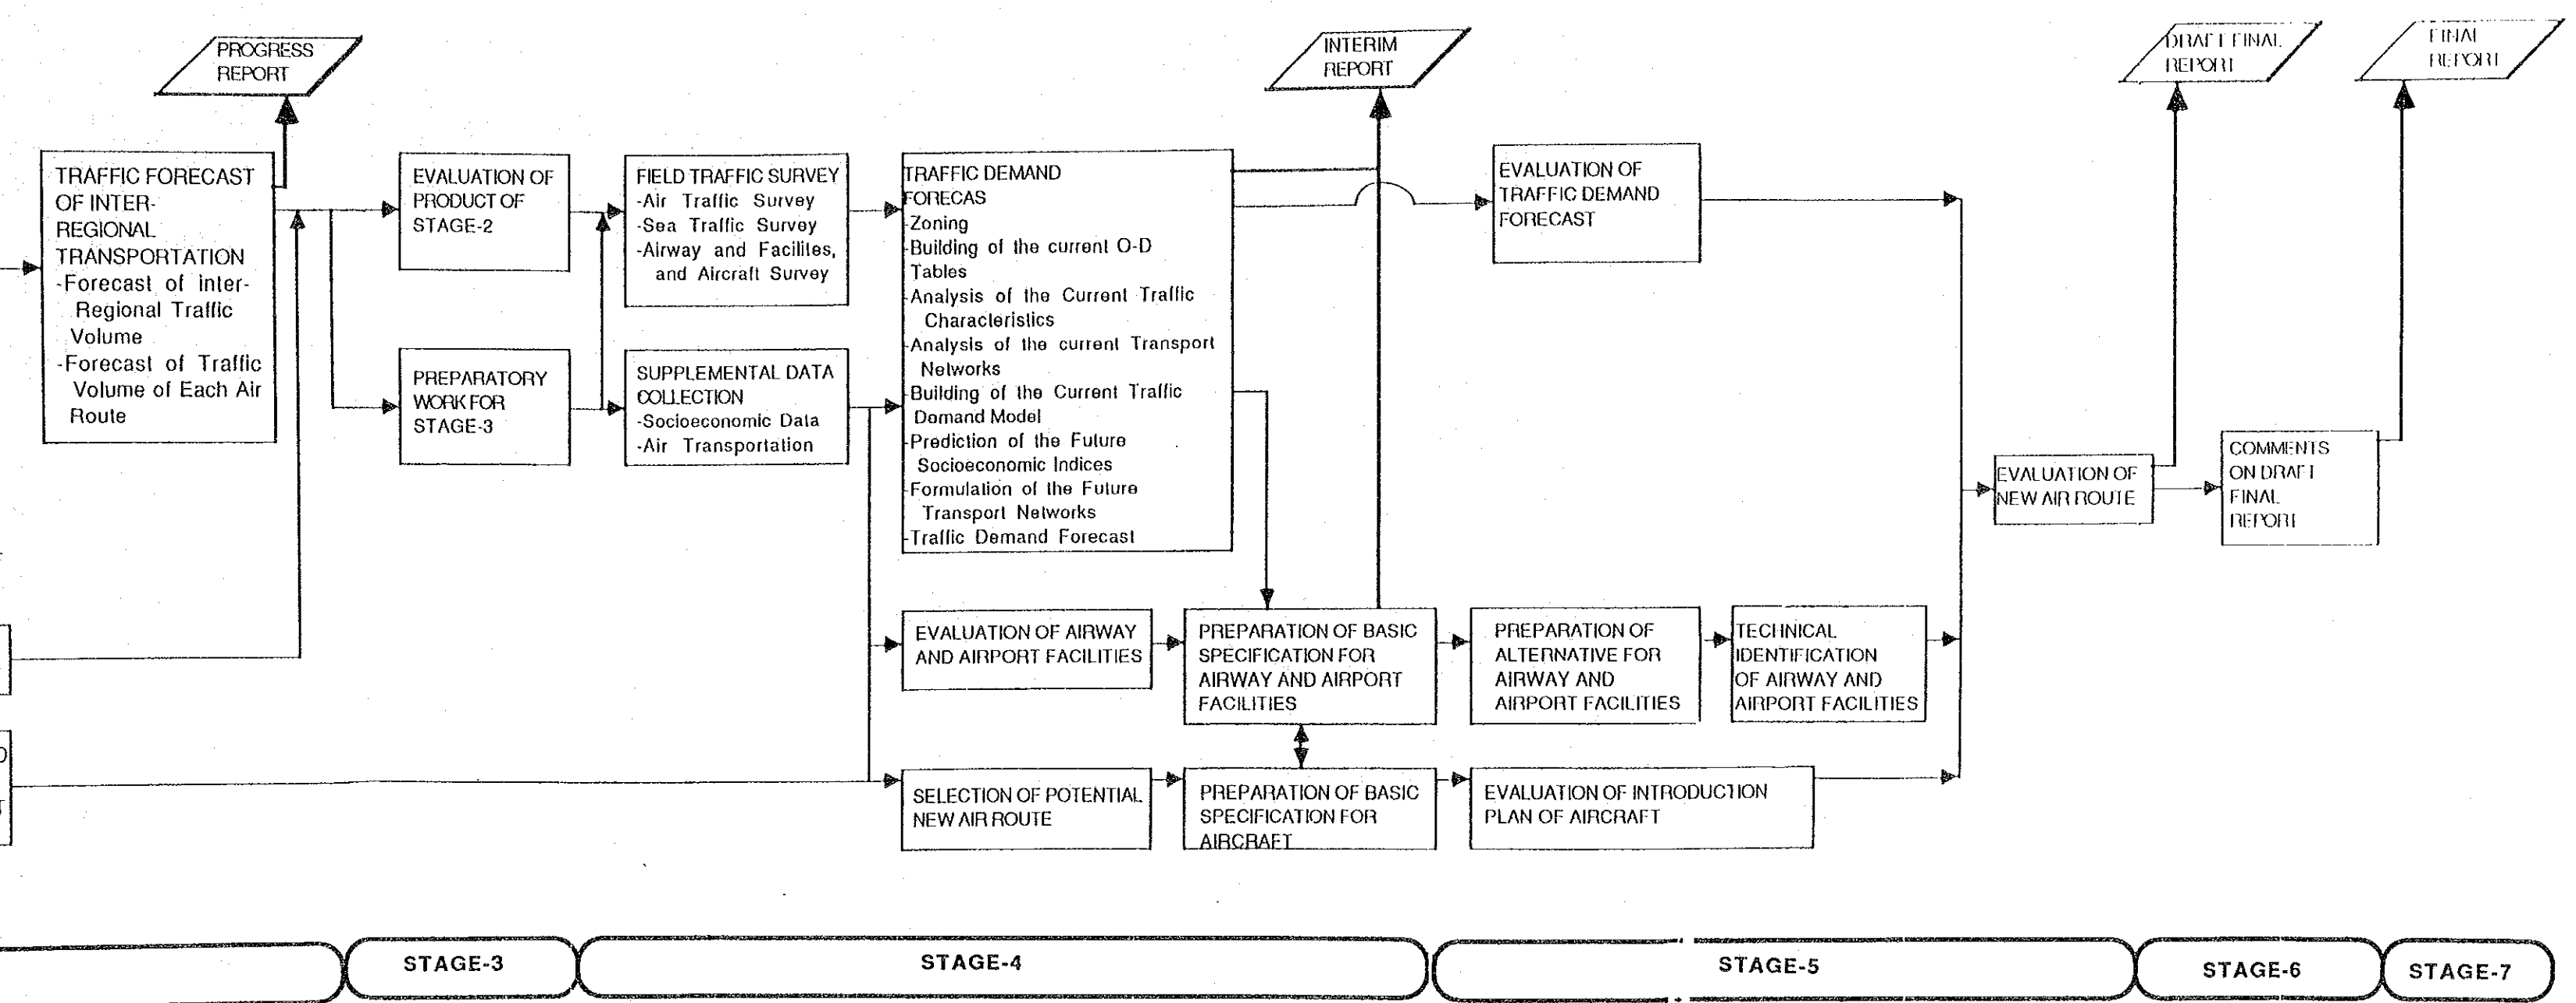 PROGRESS
REPORT
INTERIM
REPORT
DRAFT FINAL
REPORT
FINAL
REPORT
TRAFFIC FORECAST
OF INTER-
REGIONAL
TRANSPORTATION
-Forecast of Inter-
Regional Traffic
Volume
-Forecast of Traffic
Volume of Each Air
Route
EVALUATION OF
PRODUCT OF
STAGE-2
PREPARATORY
WORK FOR
STAGE-3
FIELD TRAFFIC SURVEY
-Air Traffic Survey
-Sea Traffic Survey
-Airway and Facilites,
and Aircraft Survey
SUPPLEMENTAL DATA
COLLECTION
-Socioeconomic Data
-Air Transportation
TRAFFIC DEMAND
FORECAS
-Zoning
-Building of the current O-D
Tables
-Analysis of the Current Traffic
Characteristics
-Analysis of the current Transport
Networks
-Building of the Current Traffic
Demand Model
-Prediction of the Future
Socioeconomic Indices
-Formulation of the Future
Transport Networks
-Traffic Demand Forecast
EVALUATION OF
TRAFFIC DEMAND
FORECAST
EVALUATION OF AIRWAY
AND AIRPORT FACILITIES
PREPARATION OF BASIC
SPECIFICATION FOR
AIRWAY AND AIRPORT
FACILITIES
PREPARATION OF
ALTERNATIVE FOR
AIRWAY AND
AIRPORT FACILITIES
TECHNICAL
IDENTIFICATION
OF AIRWAY AND
AIRPORT FACILITIES
SELECTION OF POTENTIAL
NEW AIR ROUTE
PREPARATION OF BASIC
SPECIFICATION FOR
AIRCRAFT
EVALUATION OF INTRODUCTION
PLAN OF AIRCRAFT
EVALUATION OF
NEW AIR ROUTE
COMMENTS
ON DRAFT
FINAL
REPORT
STAGE-3
STAGE-4
STAGE-5
STAGE-6
STAGE-7